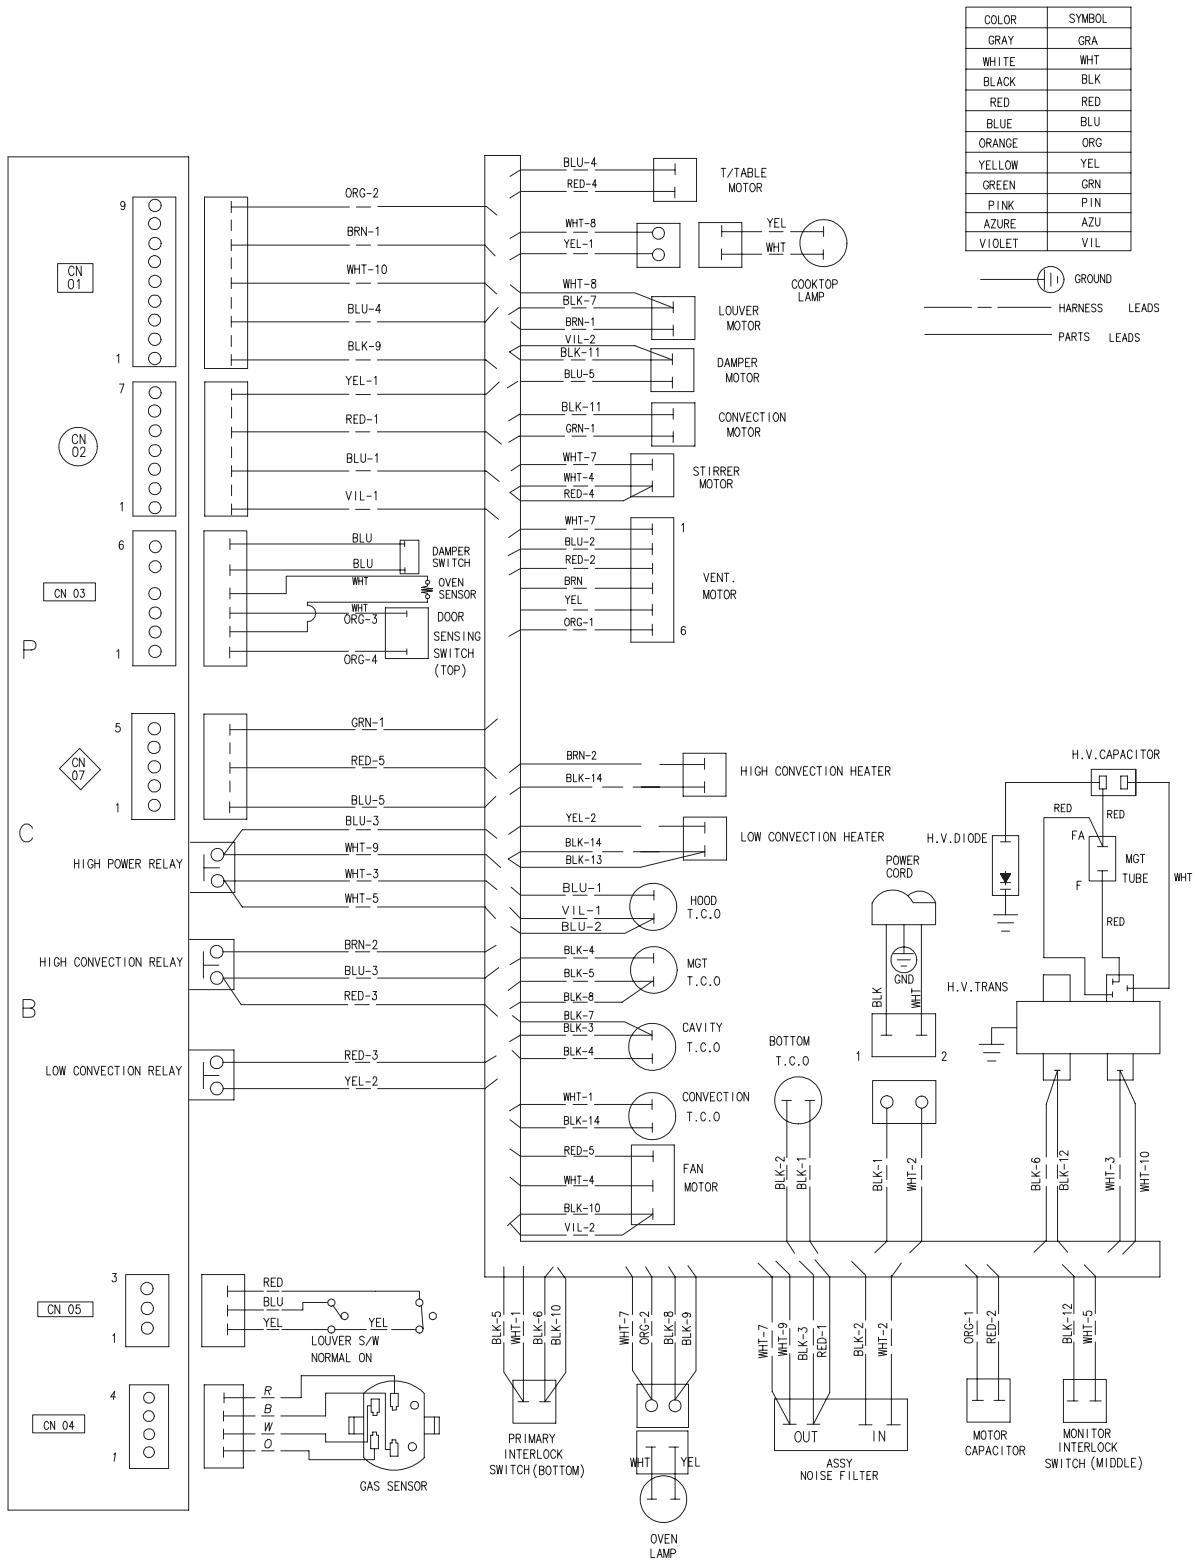 COLOR SYMBOL
GRAY GRA
WHITE WHT
BLACK BLK
RED RED
BLUE BLU
ORANGE ORG
YELLOW YEL
GREEN GRN
PINK PIN
AZURE AZU
VIOLET VIL
GROUND
HARNESS LEADS
PARTS LEADS
P
C
B
9
CN
01
1
ORG-2
BRN-1
WHT-10
BLU-4
BLK-9
7
CN
02
1
YEL-1
RED-1
BLU-1
VIL-1
6
CN 03
1
BLU
BLU
WHT
WHT
ORG-3
ORG-4
DAMPER
SWITCH
OVEN
SENSOR
DOOR
SENSING
SWITCH
(TOP)
5
CN
07
1
GRN-1
RED-5
BLU-5
HIGH POWER RELAY
BLU-3
WHT-9
WHT-3
WHT-5
HIGH CONVECTION RELAY
BRN-2
BLU-3
RED-3
LOW CONVECTION RELAY
RED-3
YEL-2
3
CN 05
1
RED
BLU
YEL YEL
LOUVER S/W
NORMAL ON
4
CN 04
1
R
B
W
O
GAS SENSOR
BLU-4
RED-4
T/TABLE
MOTOR
WHT-8
YEL-1
YEL
WHT
COOKTOP
LAMP
WHT-8
BLK-7
BRN-1
LOUVER
MOTOR
VIL-2
BLK-11
BLU-5
DAMPER
MOTOR
BLK-11
GRN-1
CONVECTION
MOTOR
WHT-7
WHT-4
RED-4
STIRRER
MOTOR
WHT-7
BLU-2
RED-2
BRN
YEL
ORG-1
1
6
VENT.
MOTOR
BRN-2
BLK-14
HIGH CONVECTION HEATER
YEL-2
BLK-14
BLK-13
LOW CONVECTION HEATER
BLU-1
VIL-1
BLU-2
HOOD
T.C.O
BLK-4
BLK-5
BLK-8
MGT
T.C.O
BLK-7
BLK-3
BLK-4
CAVITY
T.C.O
WHT-1
BLK-14
CONVECTION
T.C.O
RED-5
WHT-4
BLK-10
VIL-2
FAN
MOTOR
BOTTOM
T.C.O
BLK-2
BLK-1
POWER
CORD
BLK
WHT
GND
1
2
BLK-1
WHT-2
H.V.CAPACITOR
H.V.DIODE
RED
RED
FA
F
MGT
TUBE
WHT
RED
H.V.TRANS
BLK-6
BLK-12
WHT-3
WHT-10
BLK-5
WHT-1
BLK-6
BLK-10
PRIMARY
INTERLOCK
SWITCH(BOTTOM)
WHT-7
ORG-2
BLK-8
BLK-9
WHT
YEL
OVEN
LAMP
WHT-7
WHT-9
BLK-3
RED-1
BLK-2
WHT-2
OUT IN
ASSY
NOISE FILTER
ORG-1
RED-2
MOTOR
CAPACITOR
BLK-12
WHT-5
MONITOR
INTERLOCK
SWITCH(MIDDLE)